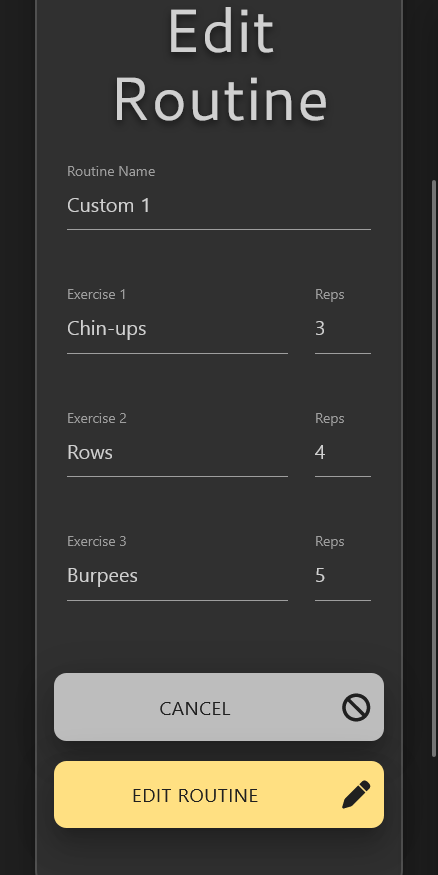 Edit
Routine
Routine Name
Custom 1
Exercise 1 Reps
Chin-ups 3
Exercise 2 Reps
Rows 4
Exercise 3 Reps
Burpees 5
CANCEL
EDIT ROUTINE